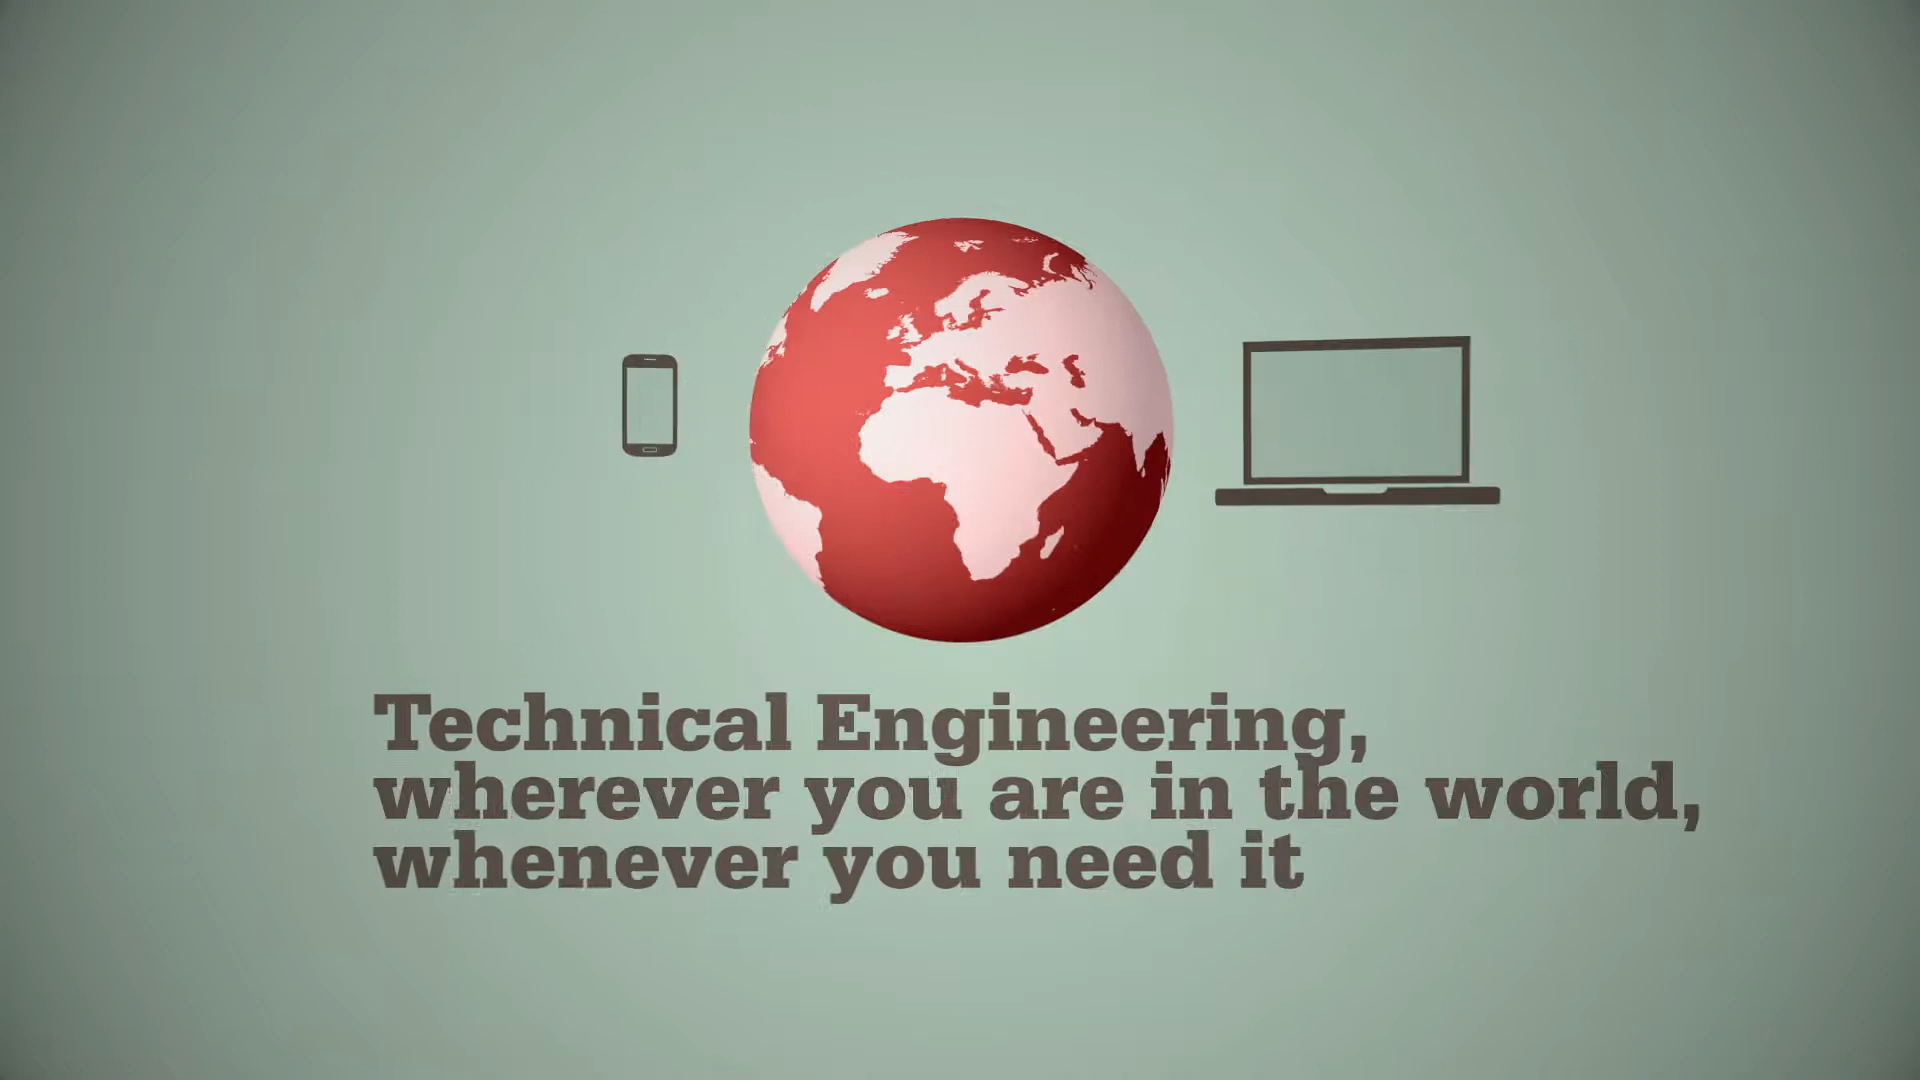 Technical Engineering,
wherever you are in the world,
whenever you need it